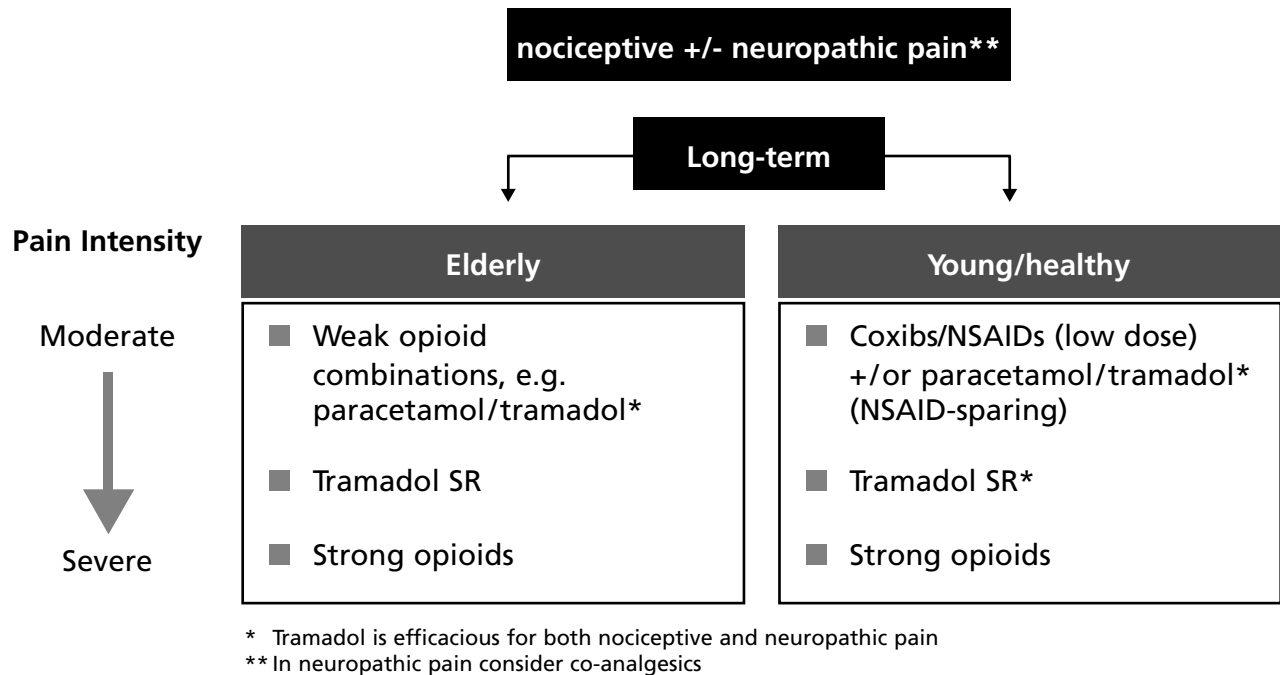 nociceptive +/- neuropathic pain**
Long-term
Pain Intensity
Elderly
Young/healthy
Moderate
Severe
Weak opioid
combinations, e.g.
paracetamol/tramadol*
Tramadol SR
Strong opioids
Coxibs/NSAIDs (low dose)
+/or paracetamol/tramadol*
(NSAID-sparing)
Tramadol SR*
Strong opioids
* Tramadol is efficacious for both nociceptive and neuropathic pain
** In neuropathic pain consider co-analgesics